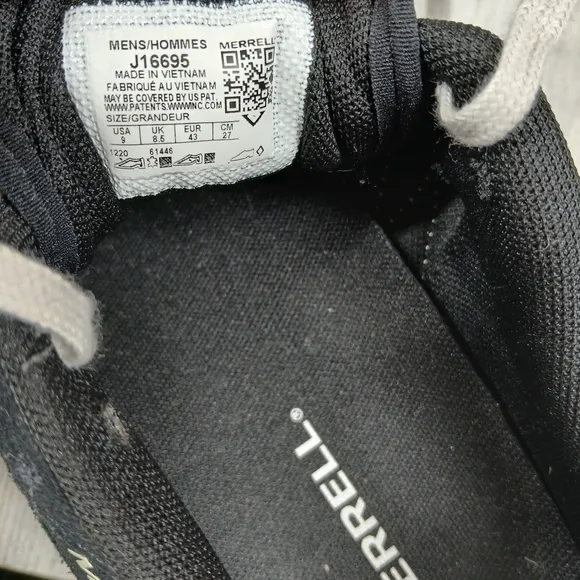 MENS/HOMMES MERRELL
J16695
MADE IN VIETNAM
FABRIQUÉ AU VIETNAM
MAY BE COVERED BY US PAT.
WWW.PATENTS.WWWINC.COM
SIZE/GRANDEUR
USA UK EUR CM
9 8.5 43 27
1220 61446
MERRELL®